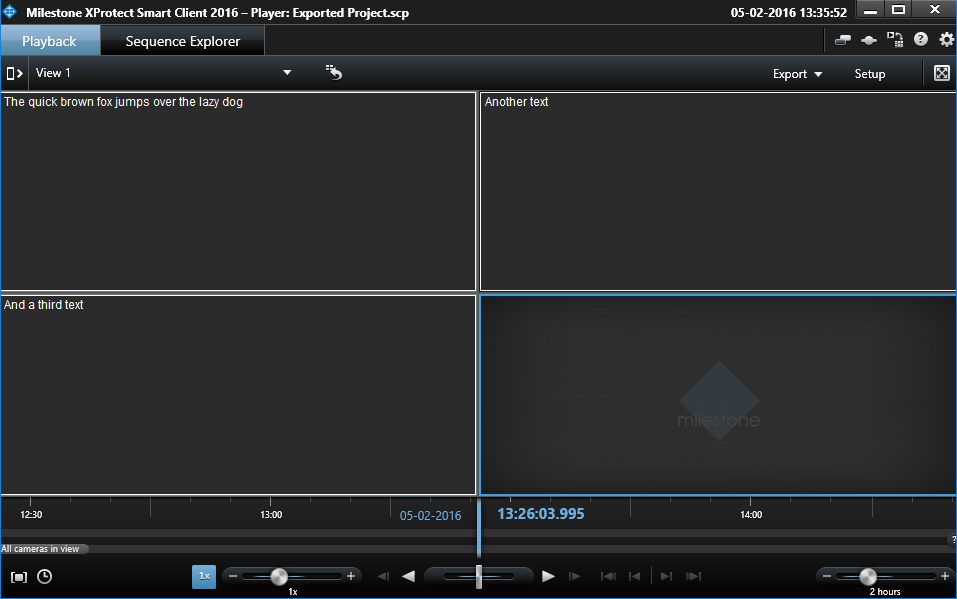 Milestone XProtect Smart Client 2016 – Player: Exported Project.scp 05-02-2016 13:35:52
Playback Sequence Explorer
View 1 Export Setup
The quick brown fox jumps over the lazy dog
Another text
And a third text
milestone
12:30 13:00 05-02-2016 13:26:03.995 14:00
All cameras in view
1x
1x
2 hours